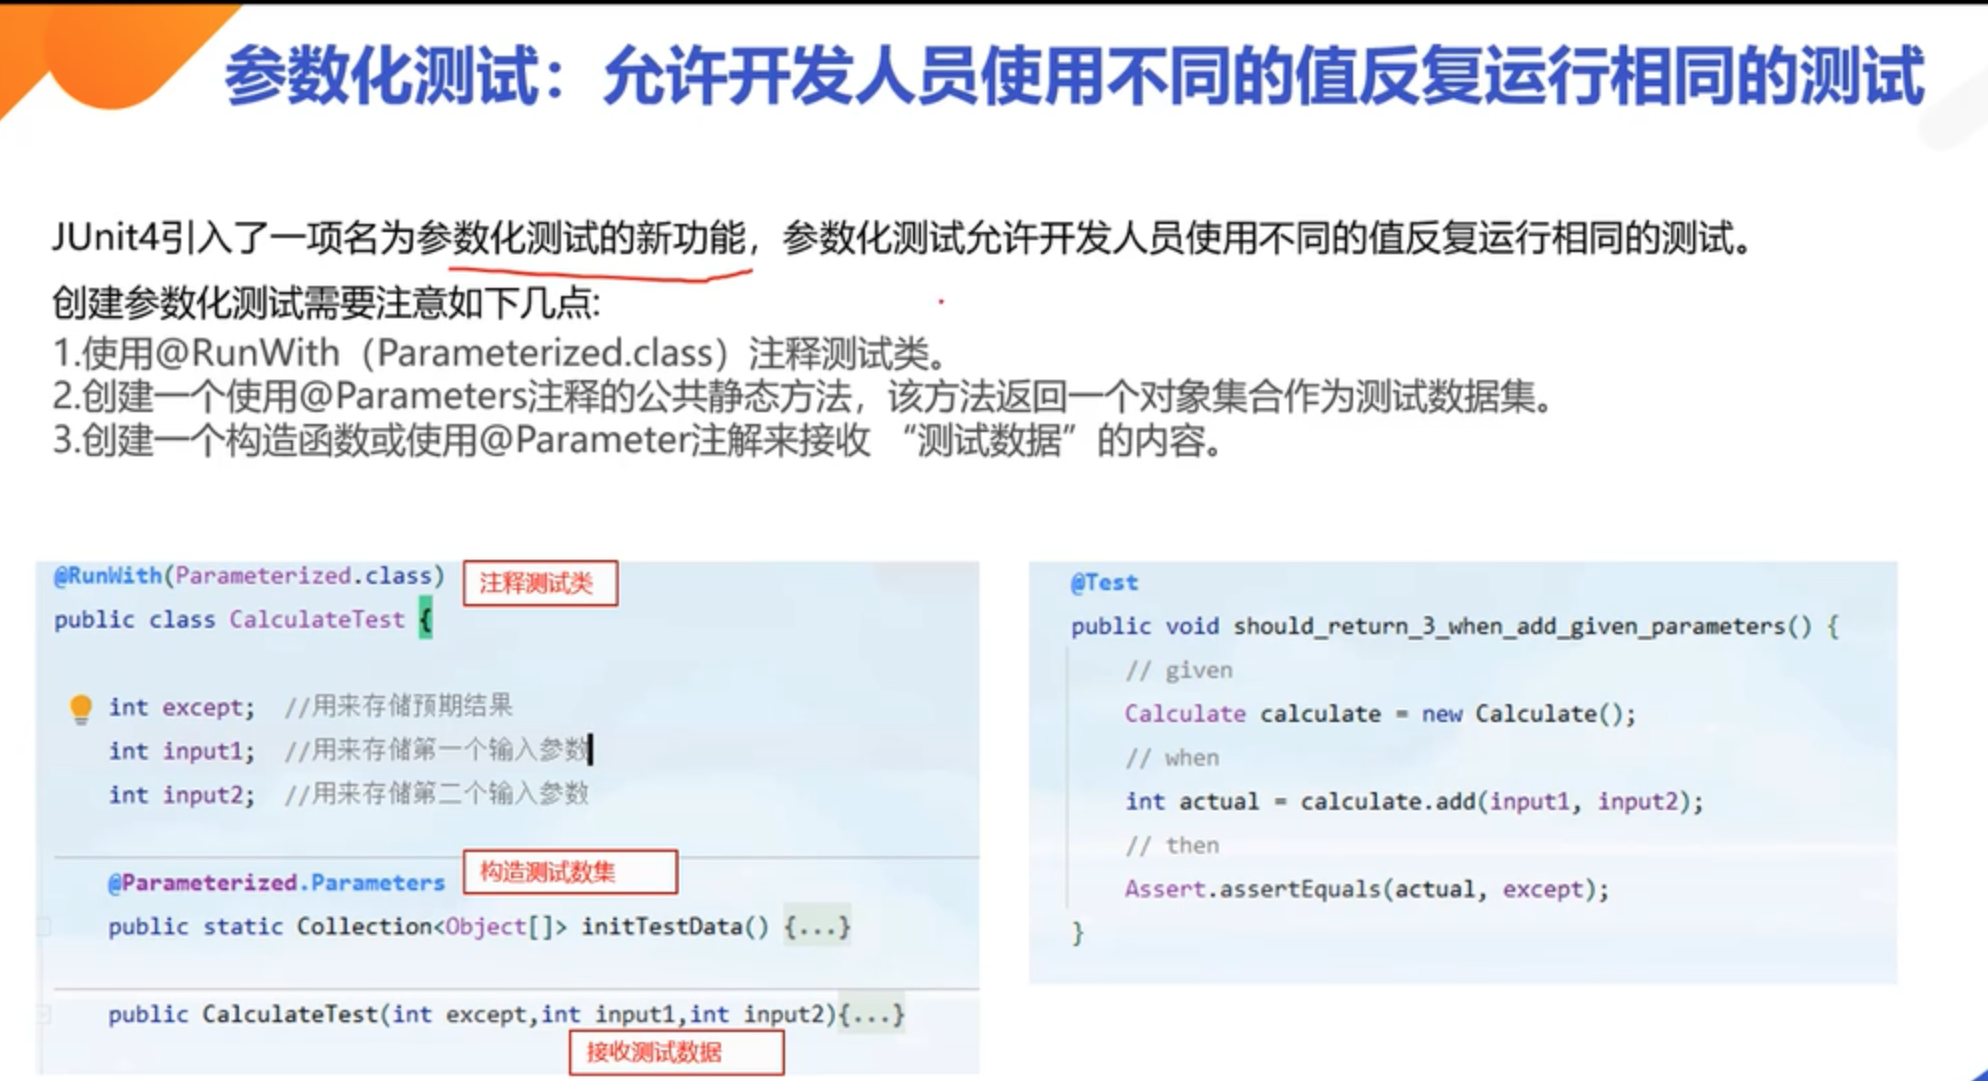 参数化测试：允许开发人员使用不同的值反复运行相同的测试
JUnit4引入了一项名为参数化测试的新功能，参数化测试允许开发人员使用不同的值反复运行相同的测试。
创建参数化测试需要注意如下几点:
1.使用@RunWith（Parameterized.class）注释测试类。
2.创建一个使用@Parameters注释的公共静态方法，该方法返回一个对象集合作为测试数据集。
3.创建一个构造函数或使用@Parameter注解来接收 “测试数据”的内容。
@RunWith(Parameterized.class) 注释测试类
public class CalculateTest {
int except; //用来存储预期结果
int input1; //用来存储第一个输入参数
int input2; //用来存储第二个输入参数
@Parameterized.Parameters 构造测试数集
public static Collection<Object[]> initTestData() {...}
public CalculateTest(int except,int input1,int input2){...}
接收测试数据
@Test
public void should_return_3_when_add_given_parameters() {
// given
Calculate calculate = new Calculate();
// when
int actual = calculate.add(input1, input2);
// then
Assert.assertEquals(actual, except);
}